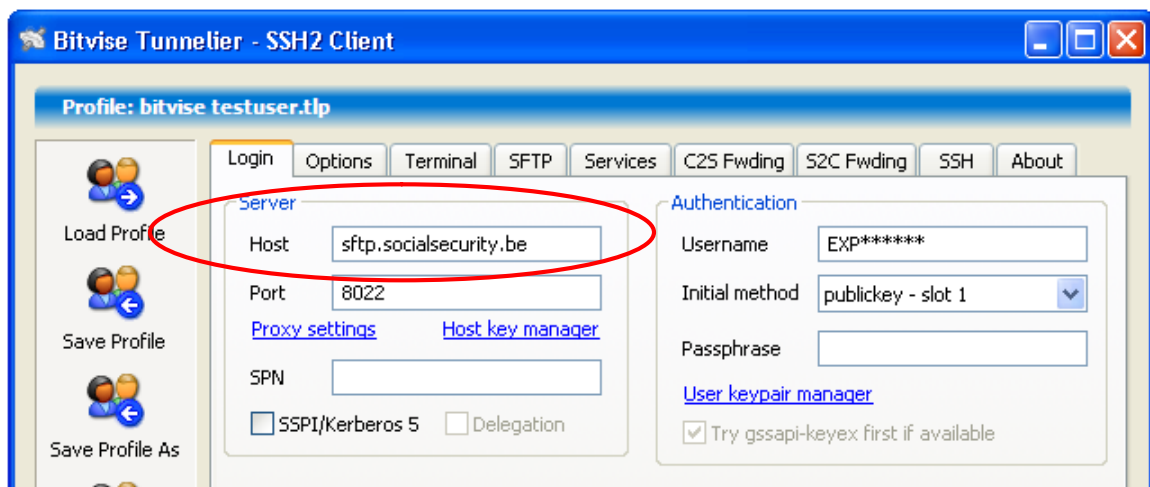 Bitvise Tunnelier - SSH2 Client
Profile: bitvise testuser.tlp
Load Profile
Save Profile
Save Profile As
Login Options Terminal SFTP Services C2S Fwding S2C Fwding SSH About
Server
Host sftp.socialsecurity.be
Port 8022
Proxy settings Host key manager
SPN
SSPI/Kerberos 5 Delegation
Authentication
Username EXP******
Initial method publickey - slot 1
Passphrase
User keypair manager
Try gssapi-keyex first if available